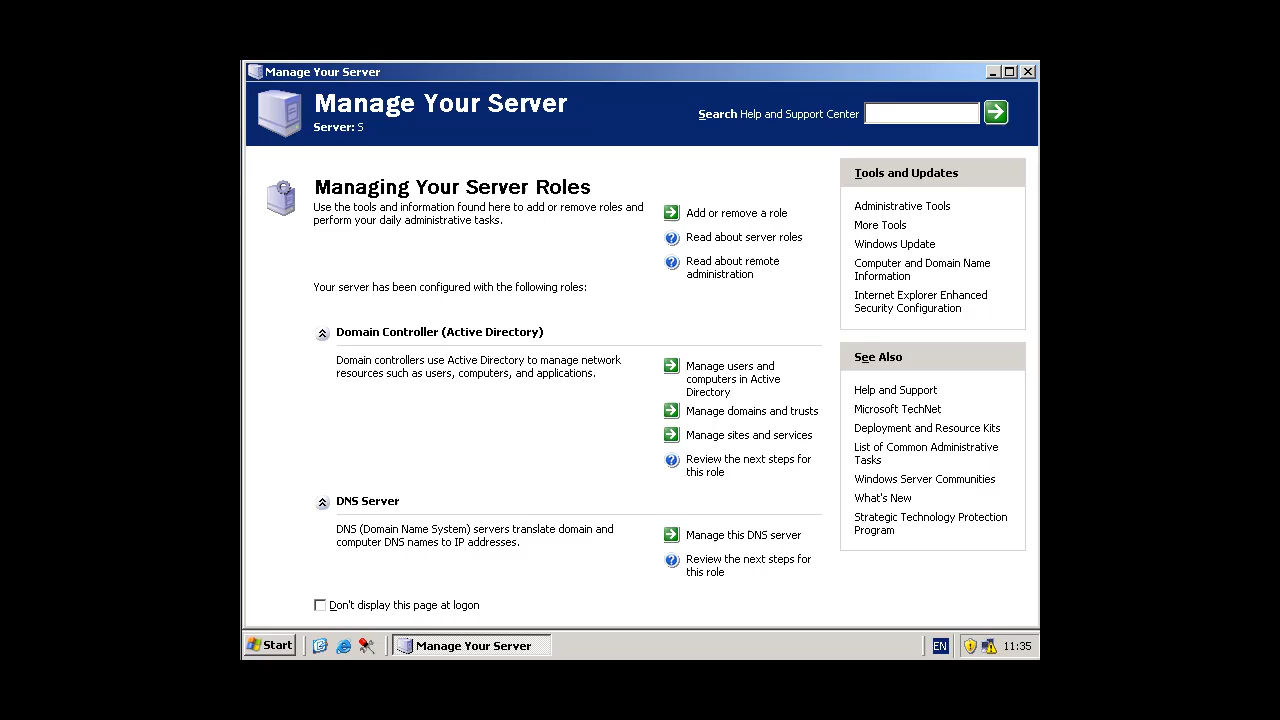 Manage Your Server
Manage Your Server
Server: S
Search Help and Support Center
Managing Your Server Roles
Use the tools and information found here to add or remove roles and
perform your daily administrative tasks.
Add or remove a role
Read about server roles
Read about remote
administration
Your server has been configured with the following roles:
Domain Controller (Active Directory)
Domain controllers use Active Directory to manage network
resources such as users, computers, and applications.
Manage users and
computers in Active
Directory
Manage domains and trusts
Manage sites and services
Review the next steps for
this role
DNS Server
DNS (Domain Name System) servers translate domain and
computer DNS names to IP addresses.
Manage this DNS server
Review the next steps for
this role
Don't display this page at logon
Tools and Updates
Administrative Tools
More Tools
Windows Update
Computer and Domain Name
Information
Internet Explorer Enhanced
Security Configuration
See Also
Help and Support
Microsoft TechNet
Deployment and Resource Kits
List of Common Administrative
Tasks
Windows Server Communities
What's New
Strategic Technology Protection
Program
Start
Manage Your Server
EN
11:35